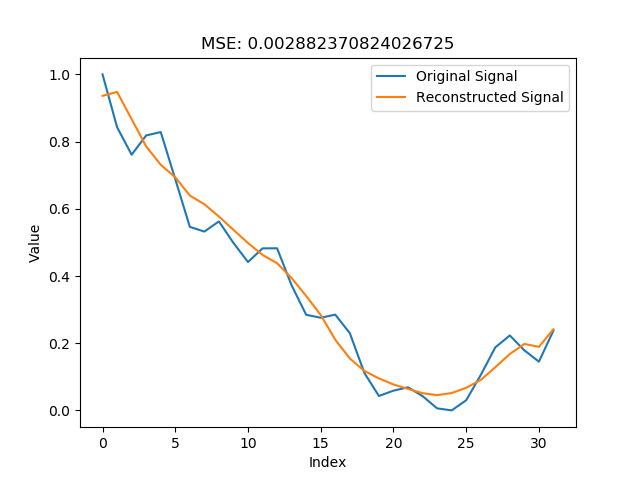 MSE: 0.002882370824026725
Original Signal
Reconstructed Signal
1.0
0.8
0.6
0.4
0.2
0.0
Value
0 5 10 15 20 25 30
Index